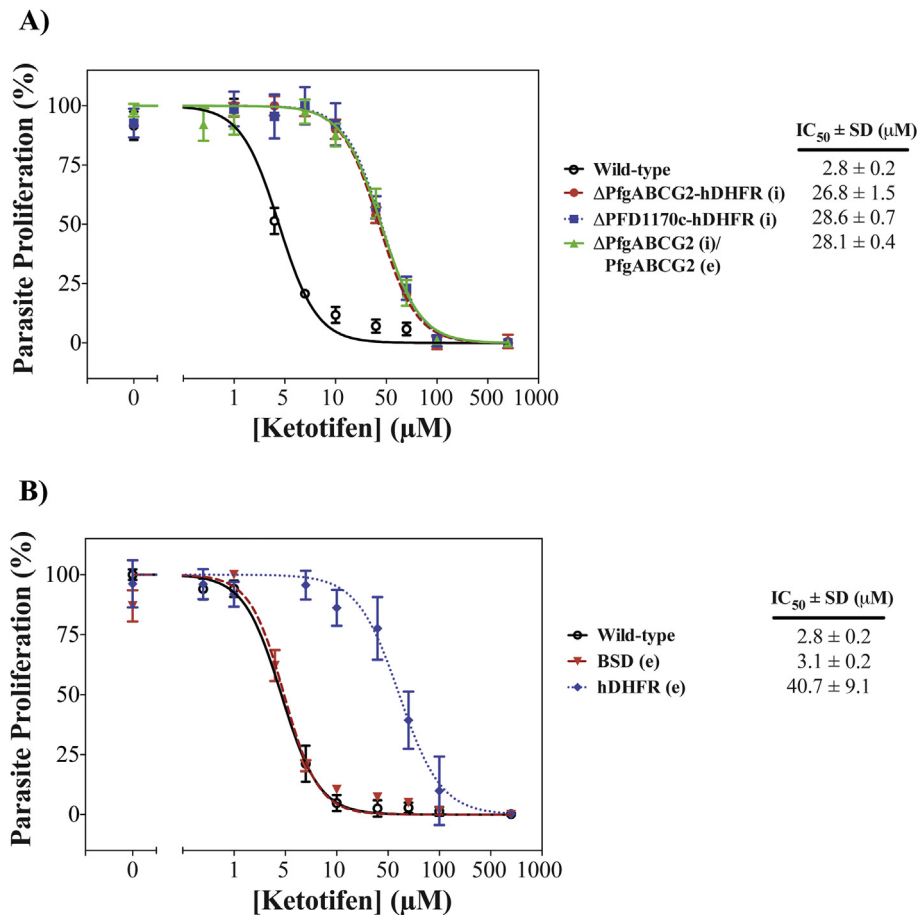 A)
Parasite Proliferation (%)
100
75
50
25
0
0 1 5 10 50 100 500 1000
[Ketotifen] (μM)
IC50 ± SD (μM)
Wild-type 2.8 ± 0.2
ΔPfgABCG2-hDHFR (i) 26.8 ± 1.5
ΔPFD1170c-hDHFR (i) 28.6 ± 0.7
ΔPfgABCG2 (i)/ 28.1 ± 0.4
PfgABCG2 (e)
B)
Parasite Proliferation (%)
100
75
50
25
0
0 1 5 10 50 100 500 1000
[Ketotifen] (μM)
IC50 ± SD (μM)
Wild-type 2.8 ± 0.2
BSD (e) 3.1 ± 0.2
hDHFR (e) 40.7 ± 9.1